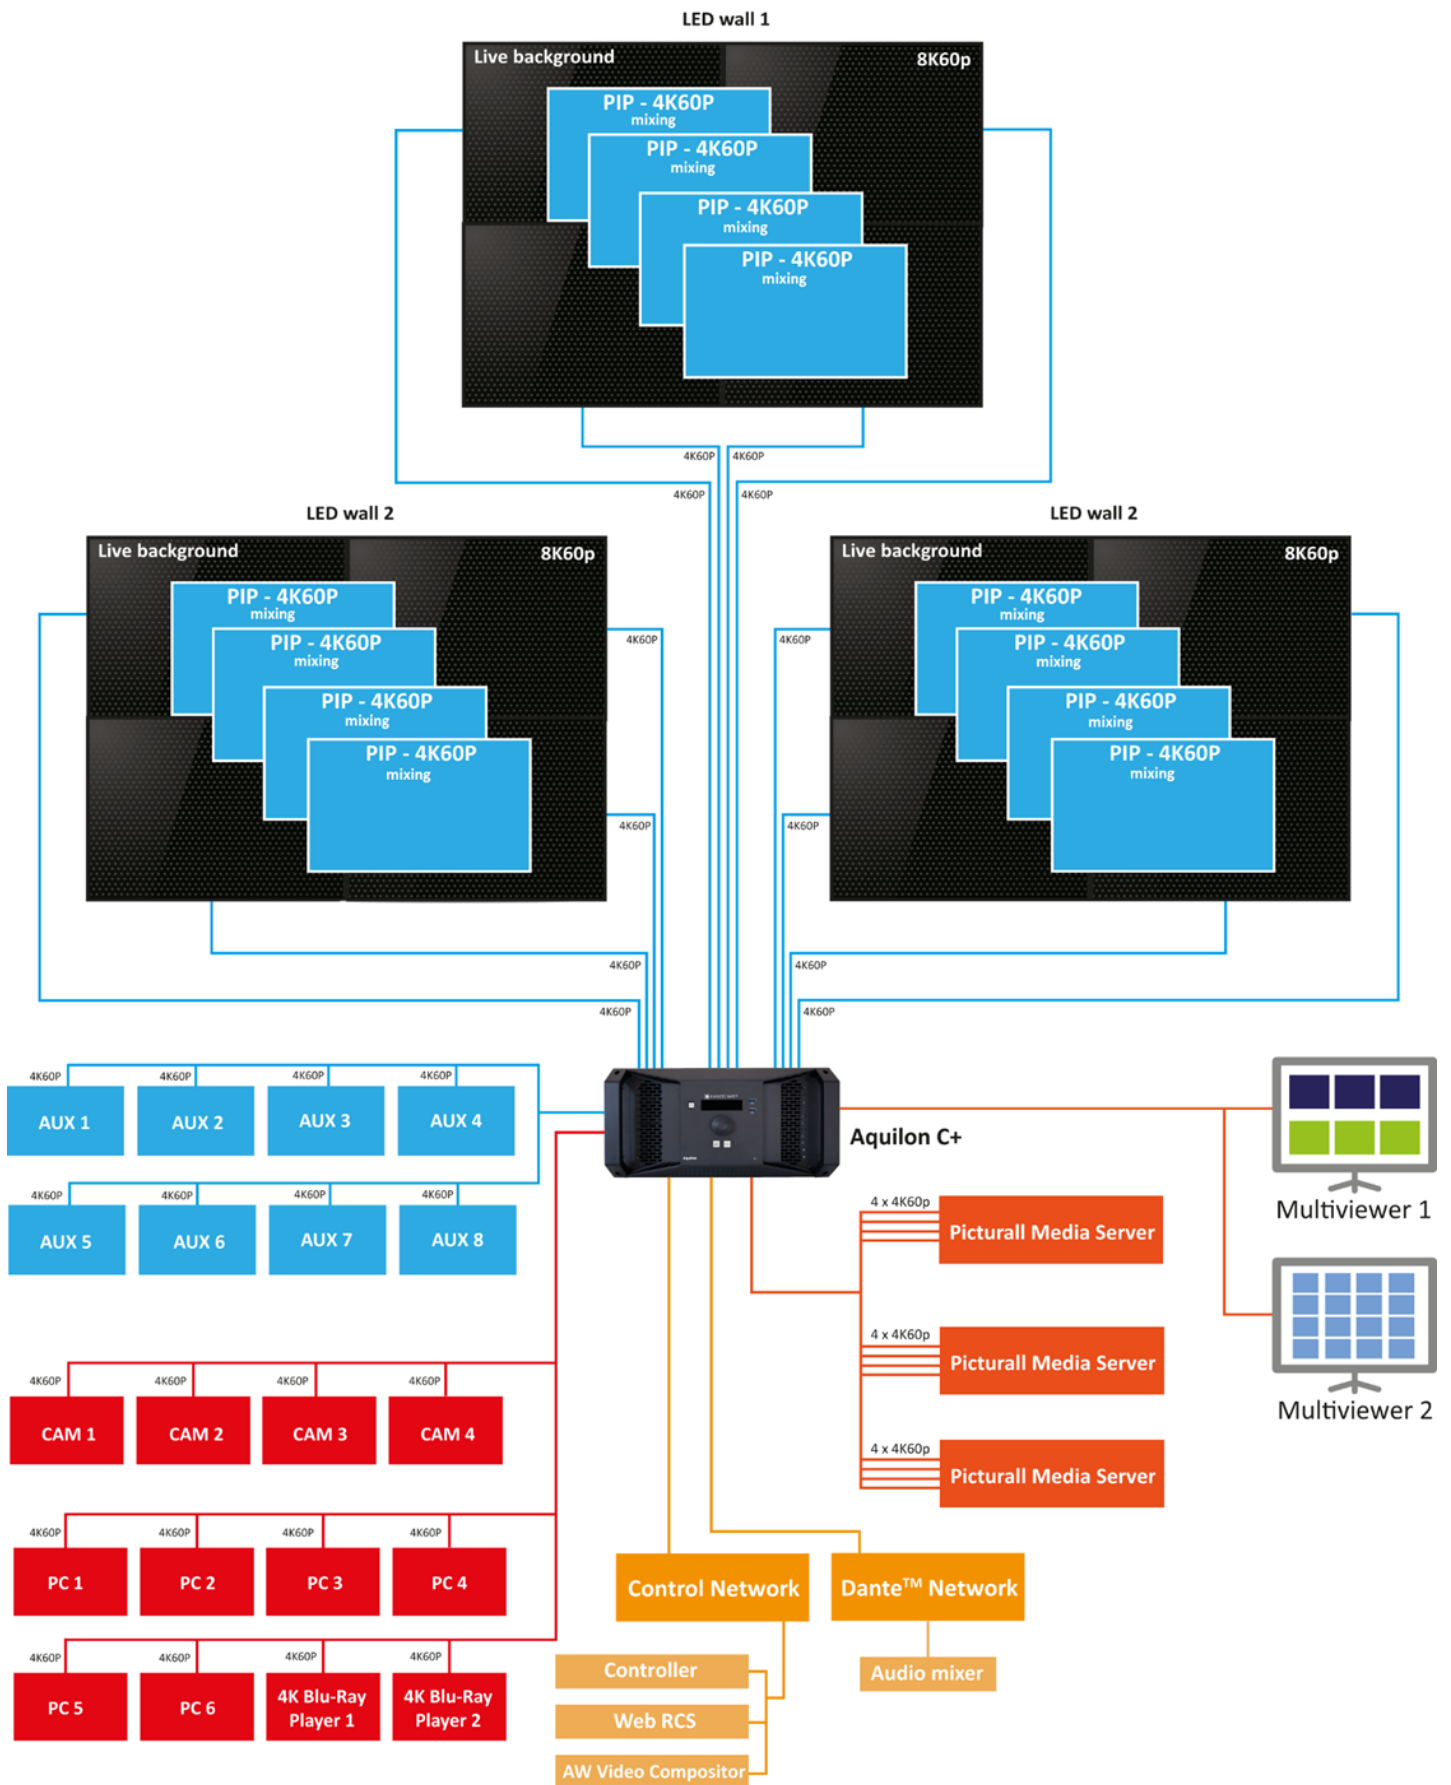 LED wall 1
Live background
8K60p
PIP - 4K60P
mixing
PIP - 4K60P
mixing
PIP - 4K60P
mixing
PIP - 4K60P
mixing
4K60P
4K60P
4K60P
4K60P
LED wall 2
Live background
8K60p
PIP - 4K60P
mixing
PIP - 4K60P
mixing
PIP - 4K60P
mixing
PIP - 4K60P
mixing
4K60P
4K60P
4K60P
4K60P
LED wall 2
Live background
8K60p
PIP - 4K60P
mixing
PIP - 4K60P
mixing
PIP - 4K60P
mixing
PIP - 4K60P
mixing
4K60P
4K60P
4K60P
4K60P
4K60P
4K60P
4K60P
4K60P
AUX 1
AUX 2
AUX 3
AUX 4
4K60P
4K60P
4K60P
4K60P
AUX 5
AUX 6
AUX 7
AUX 8
Aquilon C+
Multiviewer 1
Multiviewer 2
4 x 4K60p
Picturall Media Server
4 x 4K60p
Picturall Media Server
4 x 4K60p
Picturall Media Server
4K60P
4K60P
4K60P
4K60P
CAM 1
CAM 2
CAM 3
CAM 4
4K60P
4K60P
4K60P
4K60P
PC 1
PC 2
PC 3
PC 4
4K60P
4K60P
4K60P
4K60P
PC 5
PC 6
4K Blu-Ray
Player 1
4K Blu-Ray
Player 2
Control Network
Dante™ Network
Controller
Web RCS
AW Video Compositor
Audio mixer